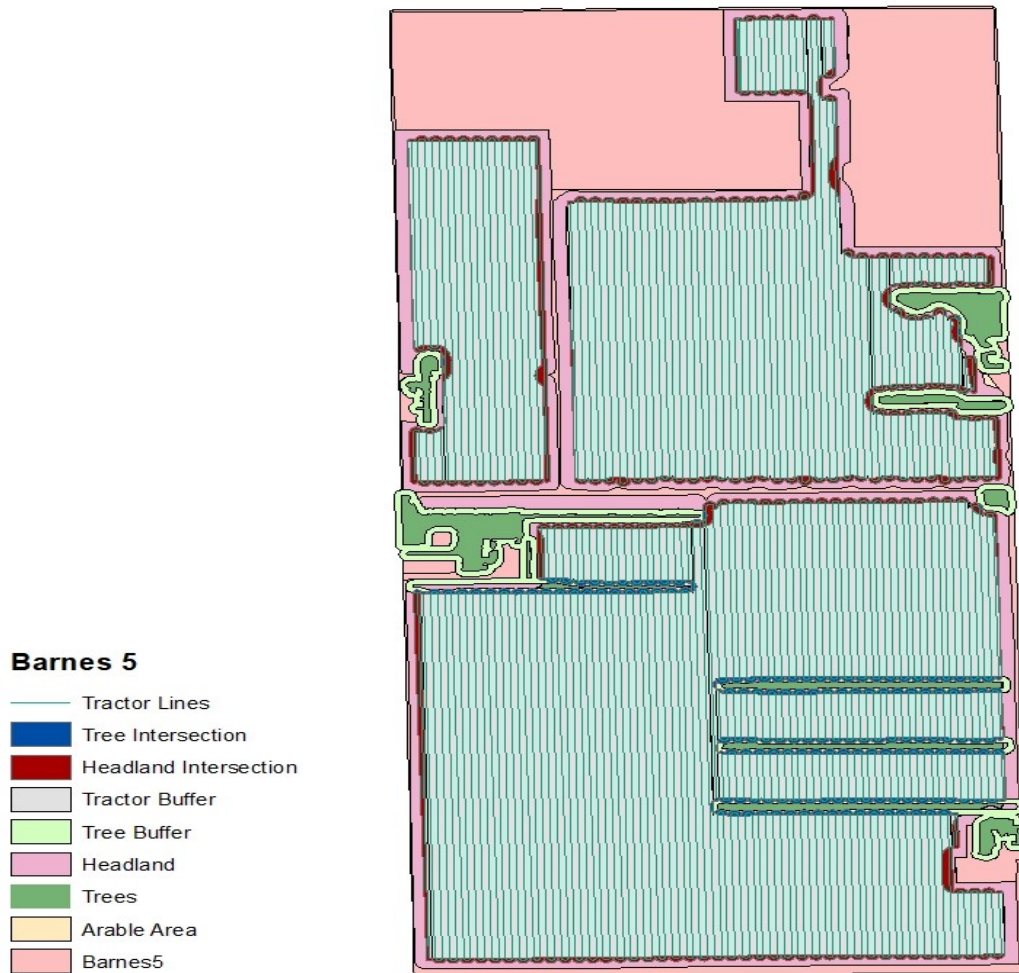 Barnes 5
Tractor Lines
Tree Intersection
Headland Intersection
Tractor Buffer
Tree Buffer
Headland
Trees
Arable Area
Barnes5